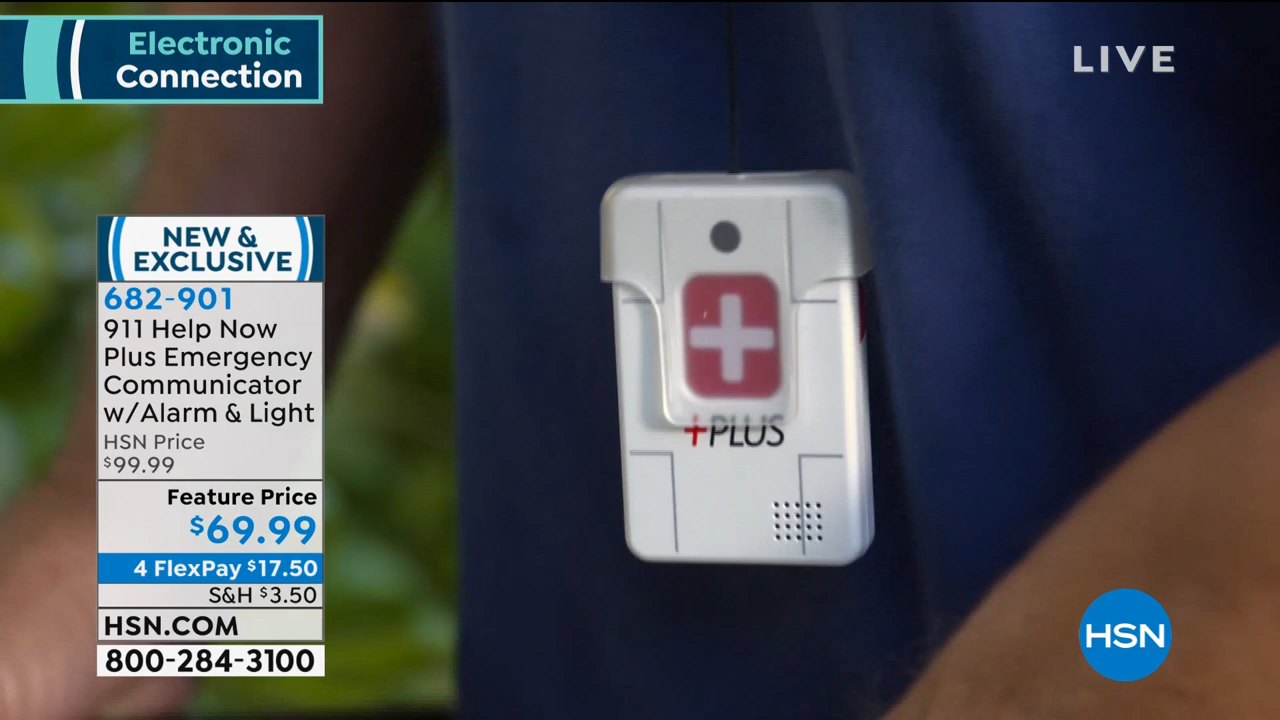 Electronic
Connection
LIVE
NEW &
EXCLUSIVE
682-901
911 Help Now
Plus Emergency
Communicator
w/Alarm & Light
HSN Price
$99.99
Feature Price
$69.99
4 FlexPay $17.50
S&H $3.50
HSN.COM
800-284-3100
+PLUS
HSN